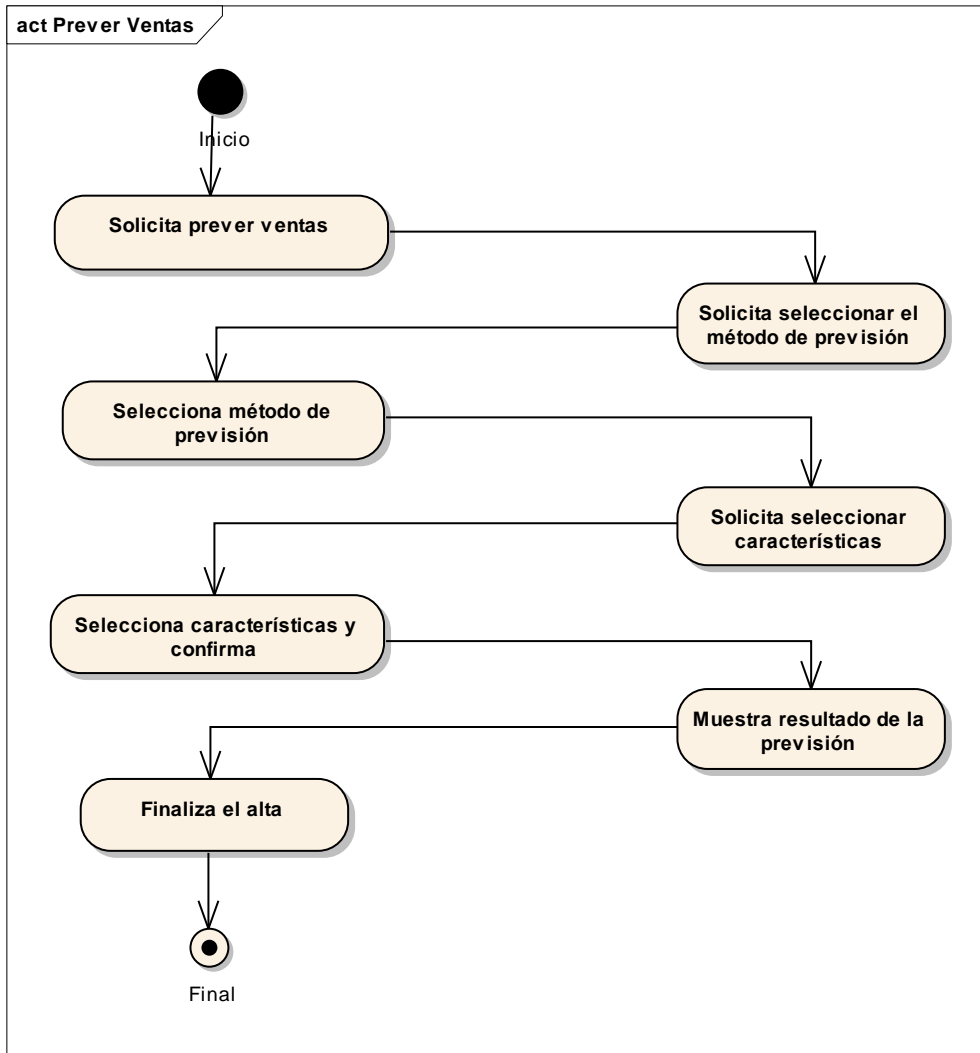 act Prever Ventas
Inicio
Solicita prever ventas
Solicita seleccionar el
método de previsión
Selecciona método de
previsión
Solicita seleccionar
características
Selecciona características y
confirma
Muestra resultado de la
previsión
Finaliza el alta
Final